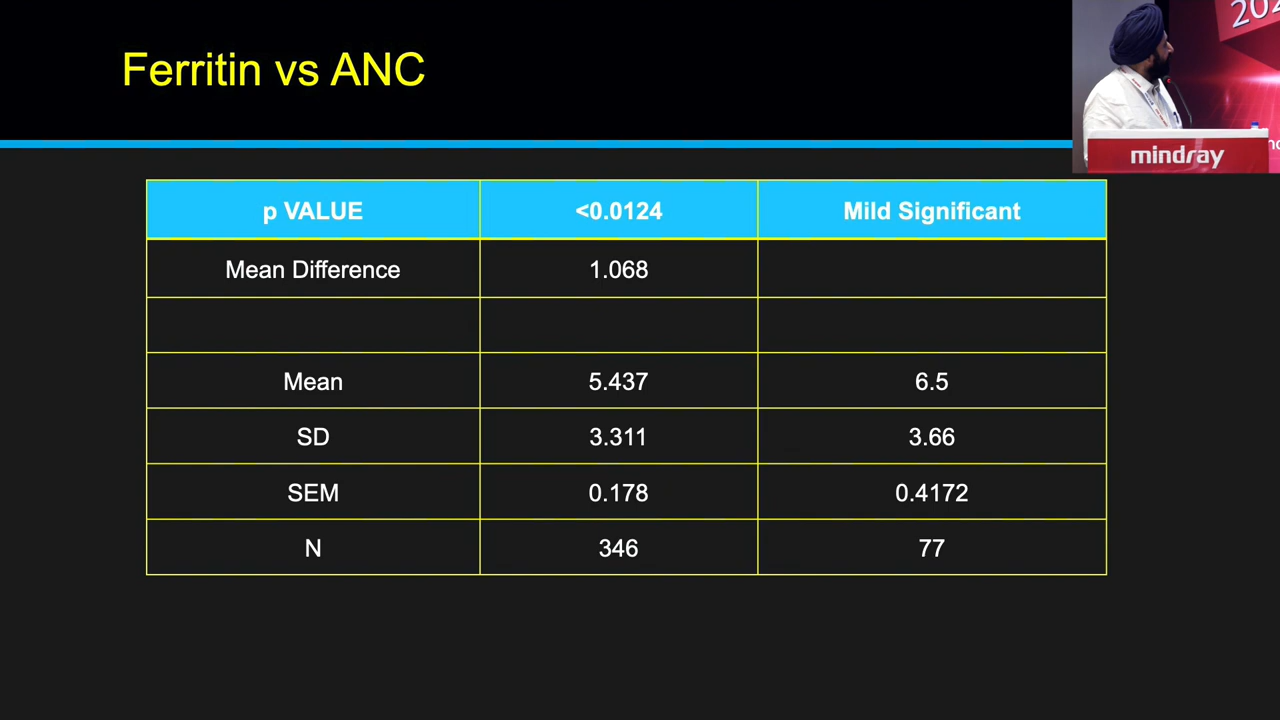 Ferritin vs ANC
202
mindray
p VALUE <0.0124 Mild Significant
Mean Difference 1.068
Mean 5.437 6.5
SD 3.311 3.66
SEM 0.178 0.4172
N 346 77